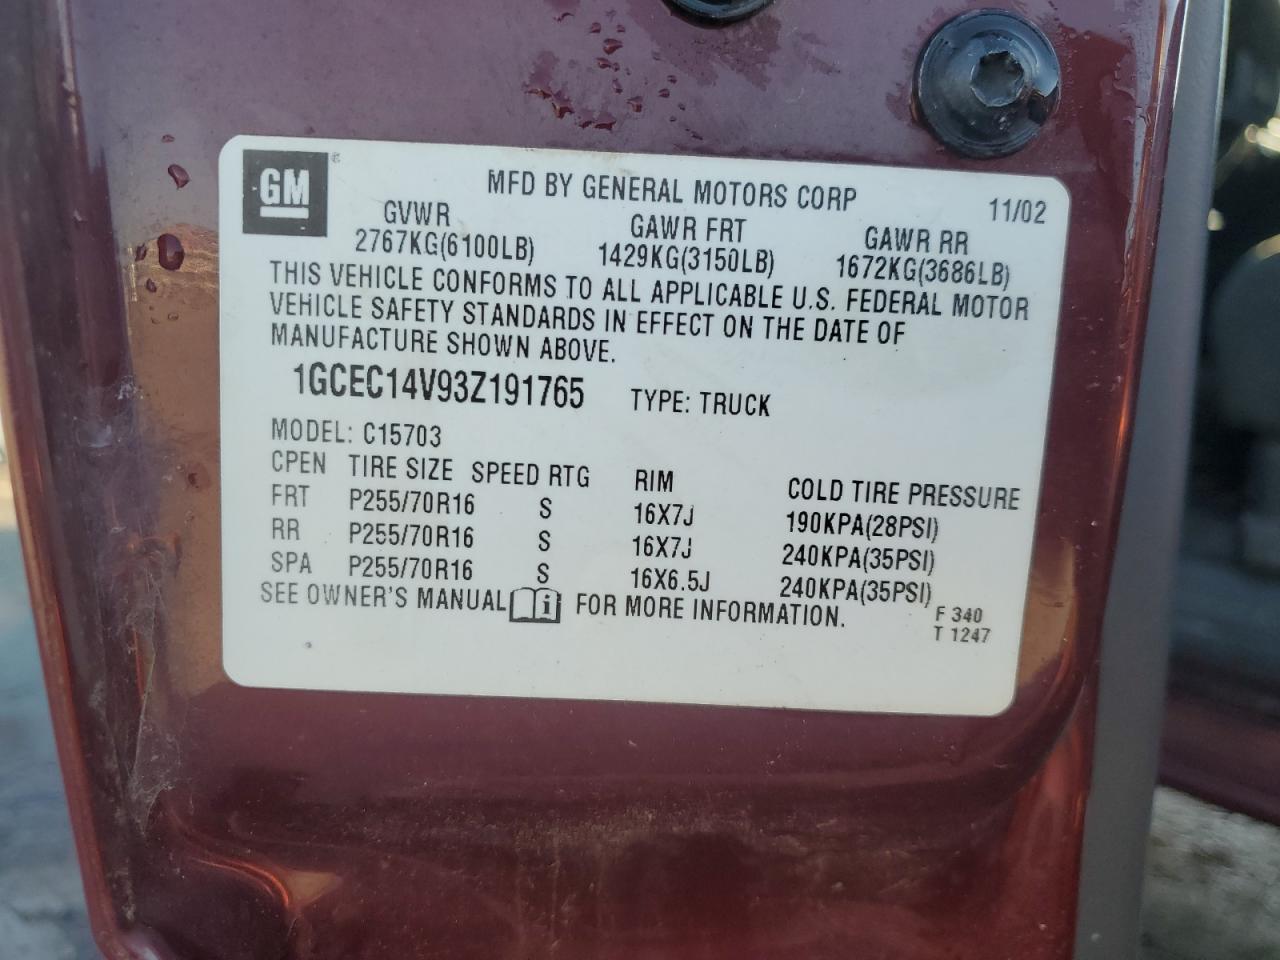 GM ®
MFD BY GENERAL MOTORS CORP 11/02
GVWR GAWR FRT GAWR RR
2767KG(6100LB) 1429KG(3150LB) 1672KG(3686LB)
THIS VEHICLE CONFORMS TO ALL APPLICABLE U.S. FEDERAL MOTOR
VEHICLE SAFETY STANDARDS IN EFFECT ON THE DATE OF
MANUFACTURE SHOWN ABOVE.
1GCEC14V93Z191765 TYPE: TRUCK
MODEL: C15703
CPEN TIRE SIZE SPEED RTG RIM COLD TIRE PRESSURE
FRT P255/70R16 S 16X7J 190KPA(28PSI)
RR P255/70R16 S 16X7J 240KPA(35PSI)
SPA P255/70R16 S 16X6.5J 240KPA(35PSI)
SEE OWNER'S MANUAL i FOR MORE INFORMATION.
F 340
T 1247